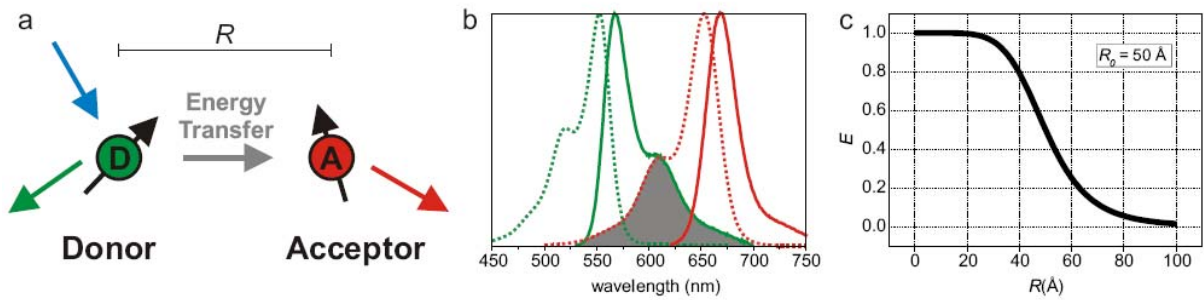 a
R
Energy
Transfer
D
A
Donor
Acceptor
b
450 500 550 600 650 700 750
wavelength (nm)
c
1.0
0.8
0.6
0.4
0.2
0.0
E
R₀ = 50 Å
0 20 40 60 80 100
R(Å)